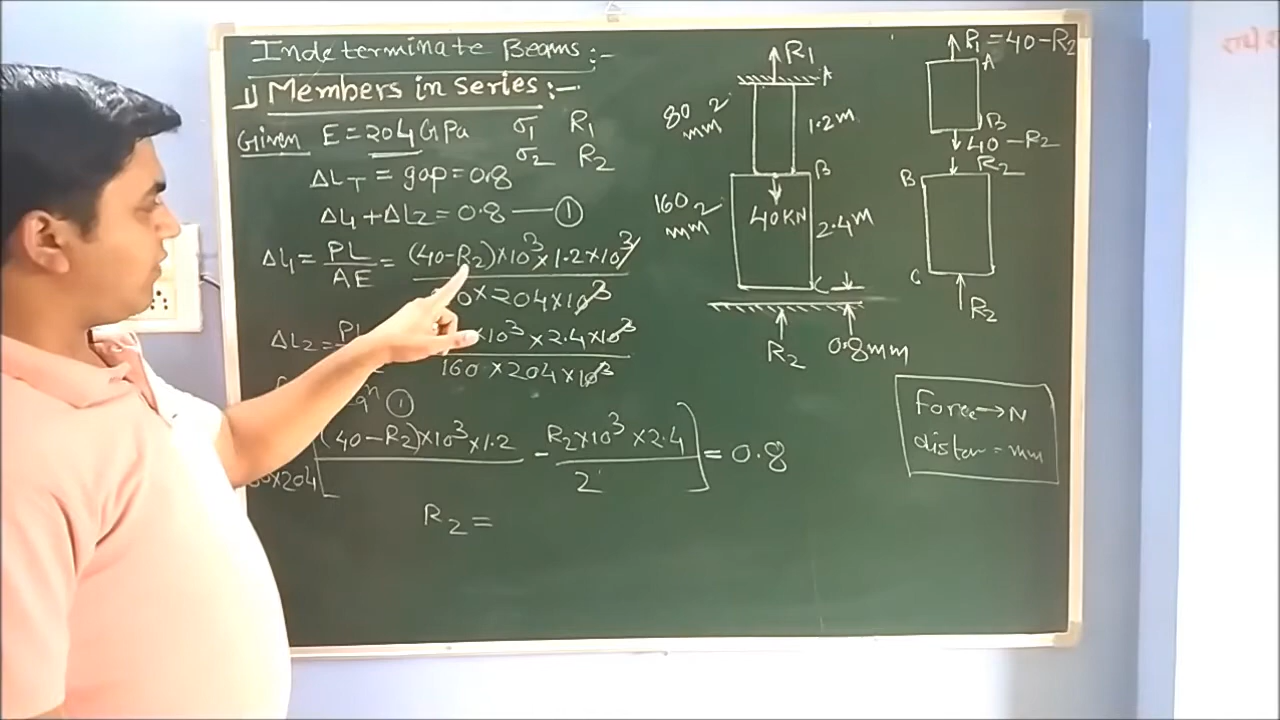 Indeterminate Beams :-
1) Members in series :-
Given E = 204 GPa σ1 R1
σ2 R2
ΔL_T = gap = 0.8
ΔL1 + ΔL2 = 0.8 — ①
ΔL1 = PL/AE = (40-R2)×10³×1.2×10³ / 0×204×10³
ΔL2 = ×10³×2.4×10³ / 160×204×10³
①
×204 [ (40-R2)×10³×1.2 - R2×10³×2.4 / 2 ] = 0.8
R2 =
R1
A
80 mm²
1.2m
B
160 mm²
40KN
2.4m
C
R2
0.8mm
R1 = 40-R2
A
B
40-R2
R2
B
C
R2
Force → N
distan = mm